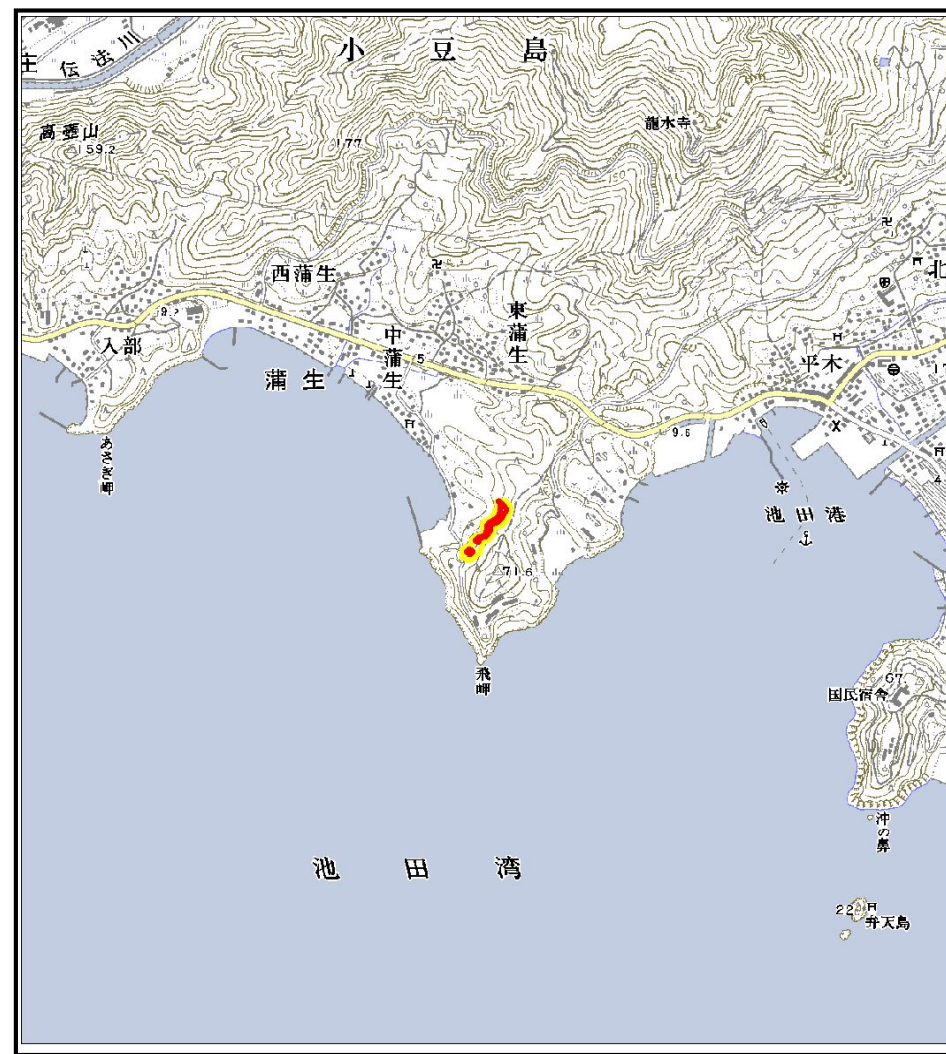 小豆島
伝法川
高壺山
159.2
177
龍水寺
西蒲生
東蒲生
中蒲生
北
9.2
入部
5
平木
蒲生
9.6
あさぎ岬
池田港
71.6
飛岬
67
国民宿舎
沖の鼻
池田湾
22
弁天島